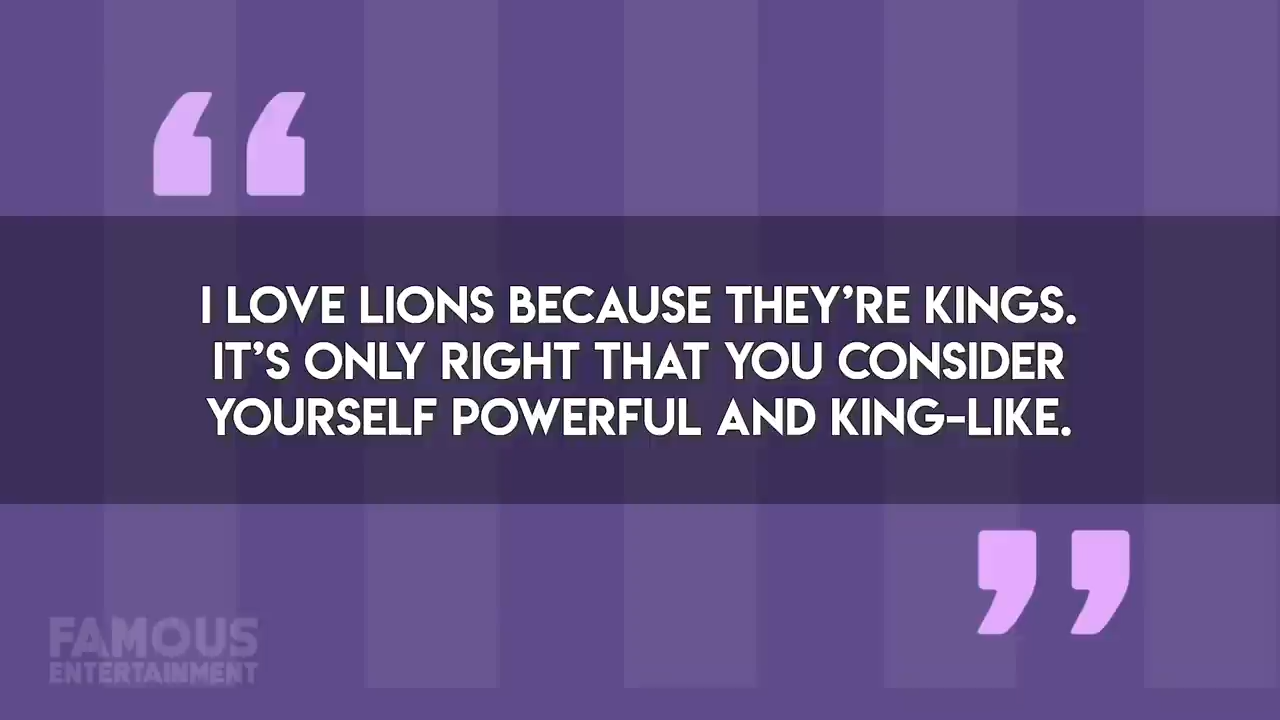 “
I LOVE LIONS BECAUSE THEY’RE KINGS.
IT’S ONLY RIGHT THAT YOU CONSIDER
YOURSELF POWERFUL AND KING-LIKE.
”
FAMOUS
ENTERTAINMENT